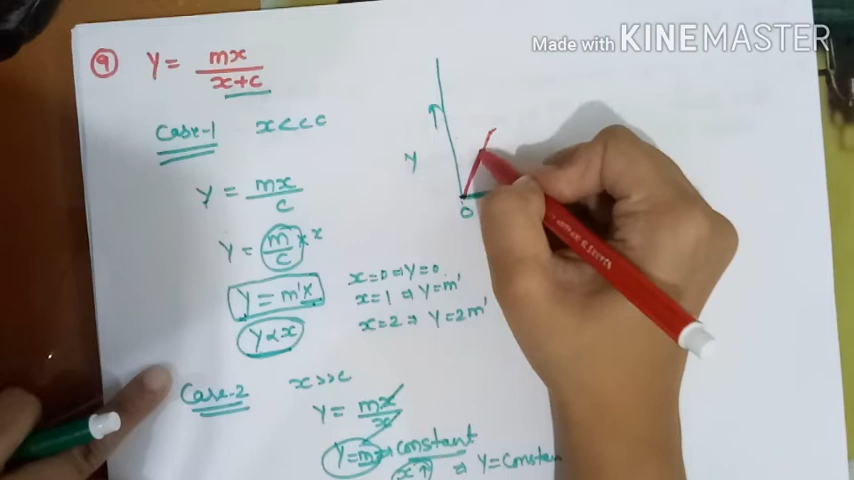 Made with KINEMASTER
9 Y = mx / x+c
Case-1 x<<c
Y = mx / c
Y = m/c * x
Y = m'x
Y∝x
x=0 ⇒ Y=0
x=1 ⇒ Y=m'
x=2 ⇒ Y=2m'
Case-2 x>>c
Y = mx / x
Y=m ⇒ constant
x↑ ⇒ Y=Constan
Y ↑
0